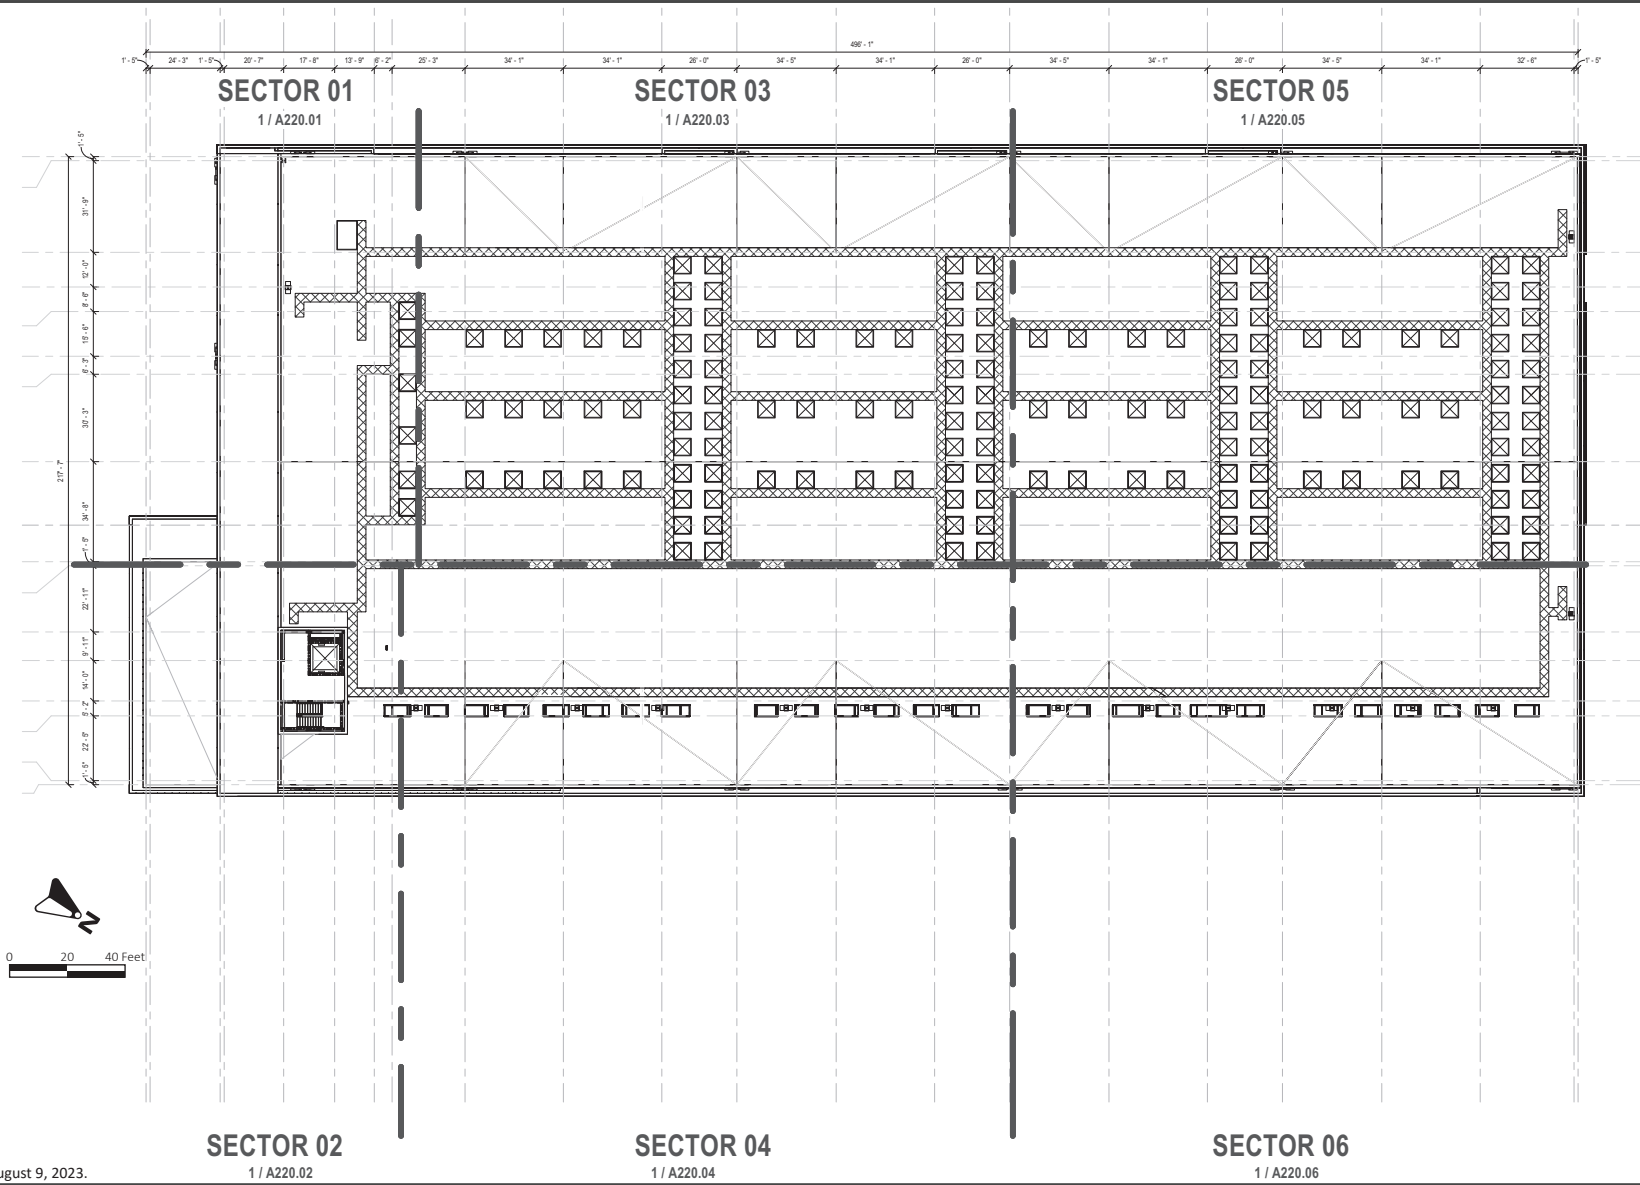 496' - 1"
1' - 5" 24' - 3" 1' - 5" 20' - 7" 17' - 8" 13' - 9" 6' - 2" 25' - 3" 34' - 1" 34' - 1" 26' - 0" 34' - 5" 34' - 1" 26' - 0" 34' - 5" 34' - 1" 26' - 0" 34' - 5" 34' - 1" 32' - 6" 1' - 5"
SECTOR 01
1 / A220.01
SECTOR 03
1 / A220.03
SECTOR 05
1 / A220.05
1' - 5"
31' - 9"
12' - 0"
8' - 6"
15' - 6"
6' - 3"
30' - 3"
217' - 7"
34' - 8"
1' - 5"
22' - 11"
9' - 11"
14' - 0"
5' - 2"
22' - 6"
1' - 5"
N
0 20 40 Feet
SECTOR 02
1 / A220.02
SECTOR 04
1 / A220.04
SECTOR 06
1 / A220.06
ugust 9, 2023.